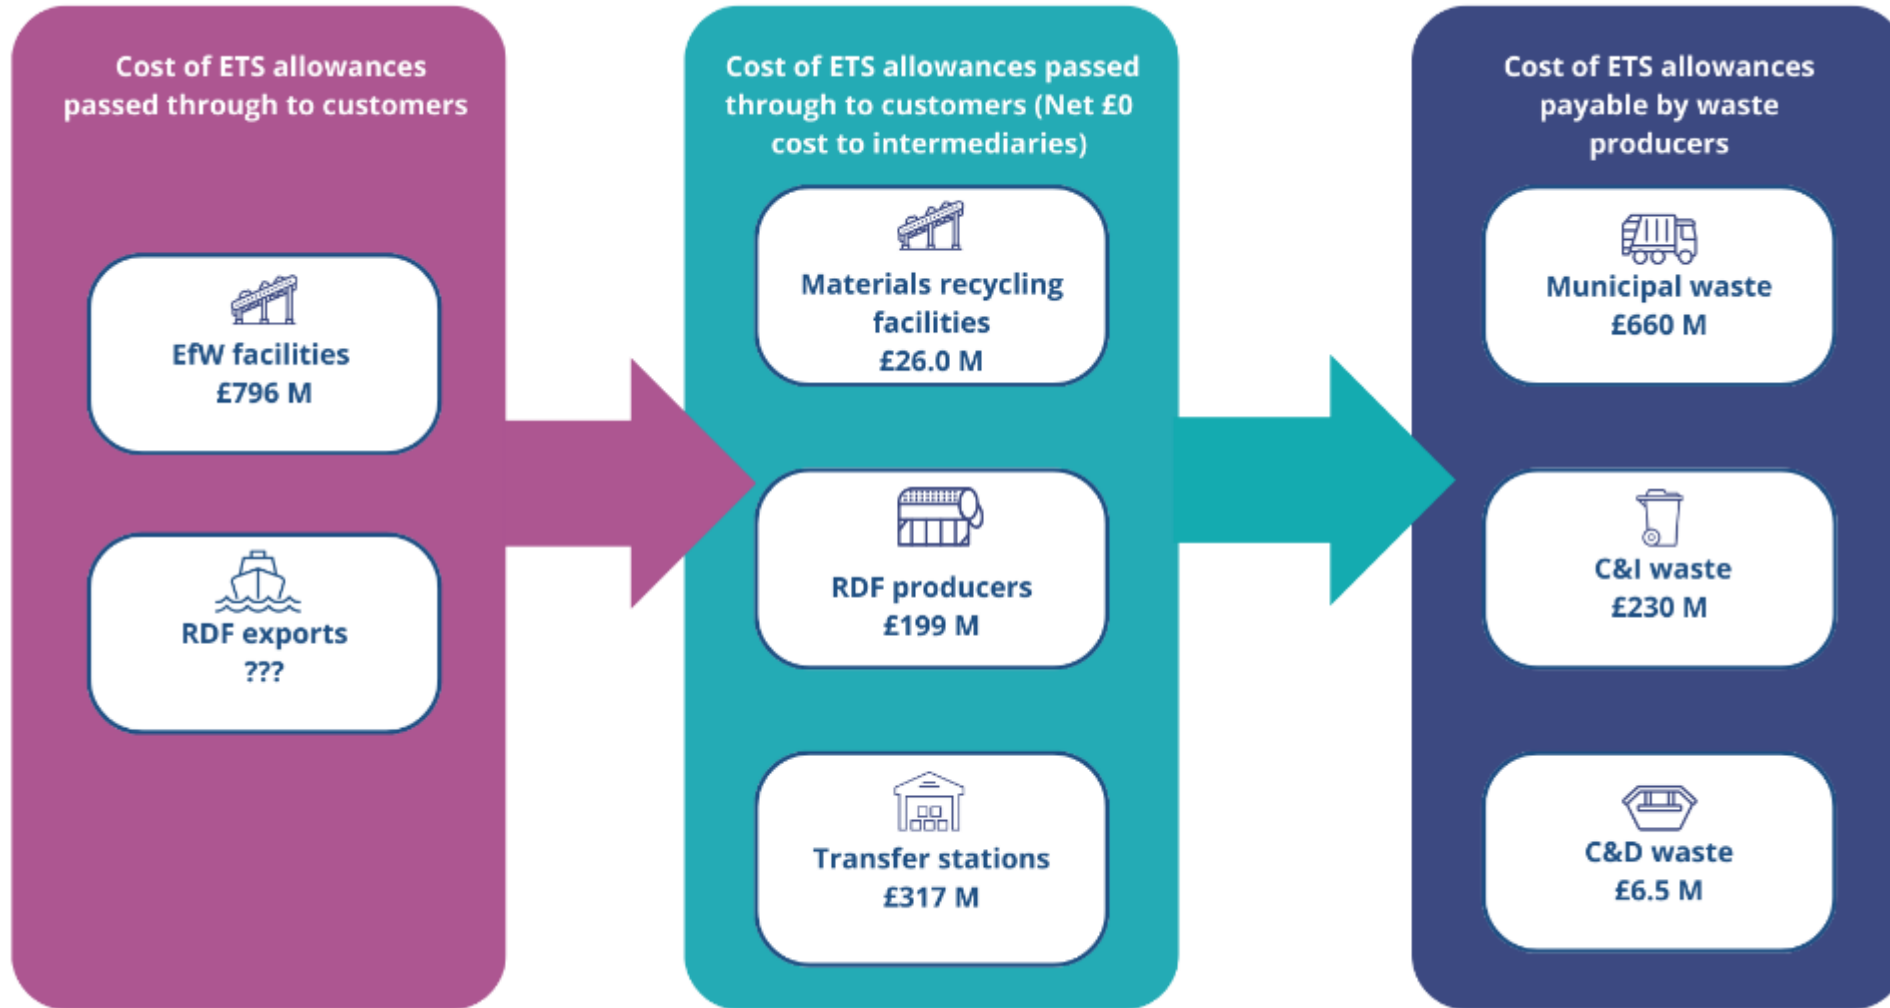 Cost of ETS allowances
passed through to customers
EfW facilities
£796 M
RDF exports
???
Cost of ETS allowances passed
through to customers (Net £0
cost to intermediaries)
Materials recycling
facilities
£26.0 M
RDF producers
£199 M
Transfer stations
£317 M
Cost of ETS allowances
payable by waste
producers
Municipal waste
£660 M
C&I waste
£230 M
C&D waste
£6.5 M